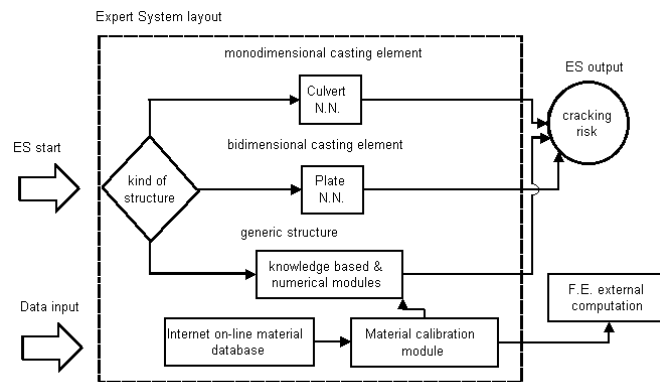 Expert System layout
monodimensional casting element
ES output
Culvert
N.N.
cracking
risk
ES start
bidimensional casting element
kind of
structure
Plate
N.N.
generic structure
knowledge based &
numerical modules
F.E. external
computation
Data input
Internet on-line material
database
Material calibration
module